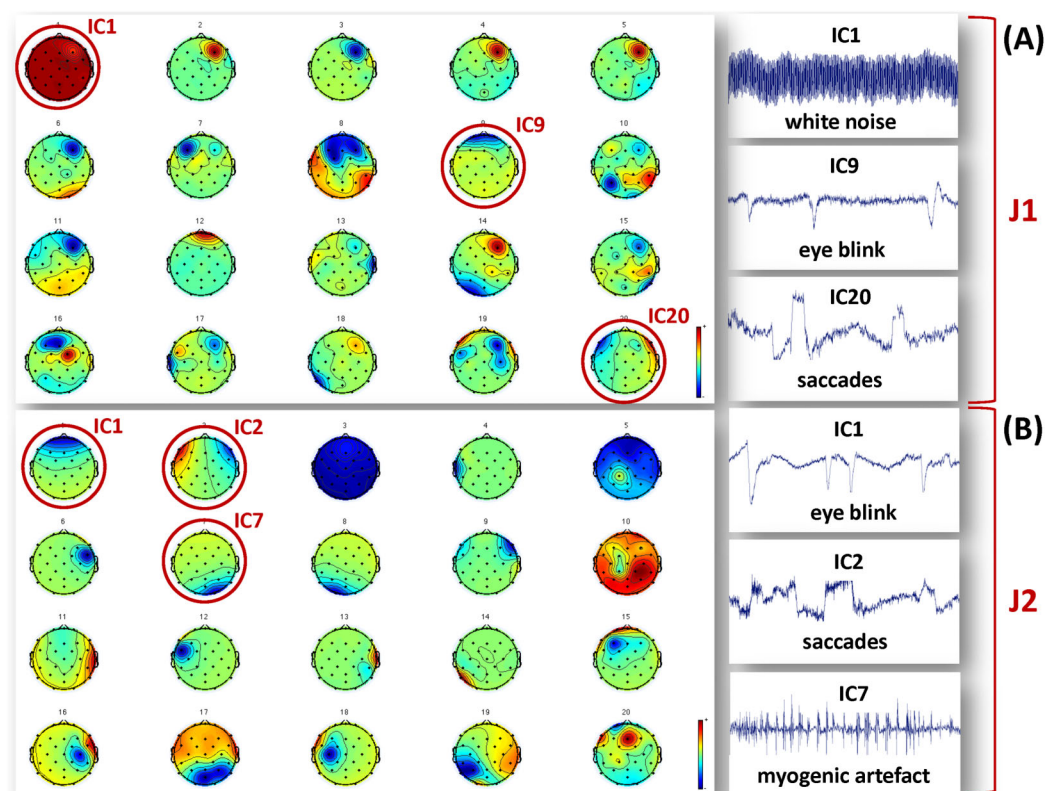 1 IC1 2 3 4 5
6 7 8 9 IC9 10
11 12 13 14 15
16 17 18 19 20 IC20
+
-
IC1
white noise
IC9
eye blink
IC20
saccades
(A)
J1
IC1 2 IC2 3 4 5
6 7 IC7 8 9 10
11 12 13 14 15
16 17 18 19 20
+
-
IC1
eye blink
IC2
saccades
IC7
myogenic artefact
(B)
J2